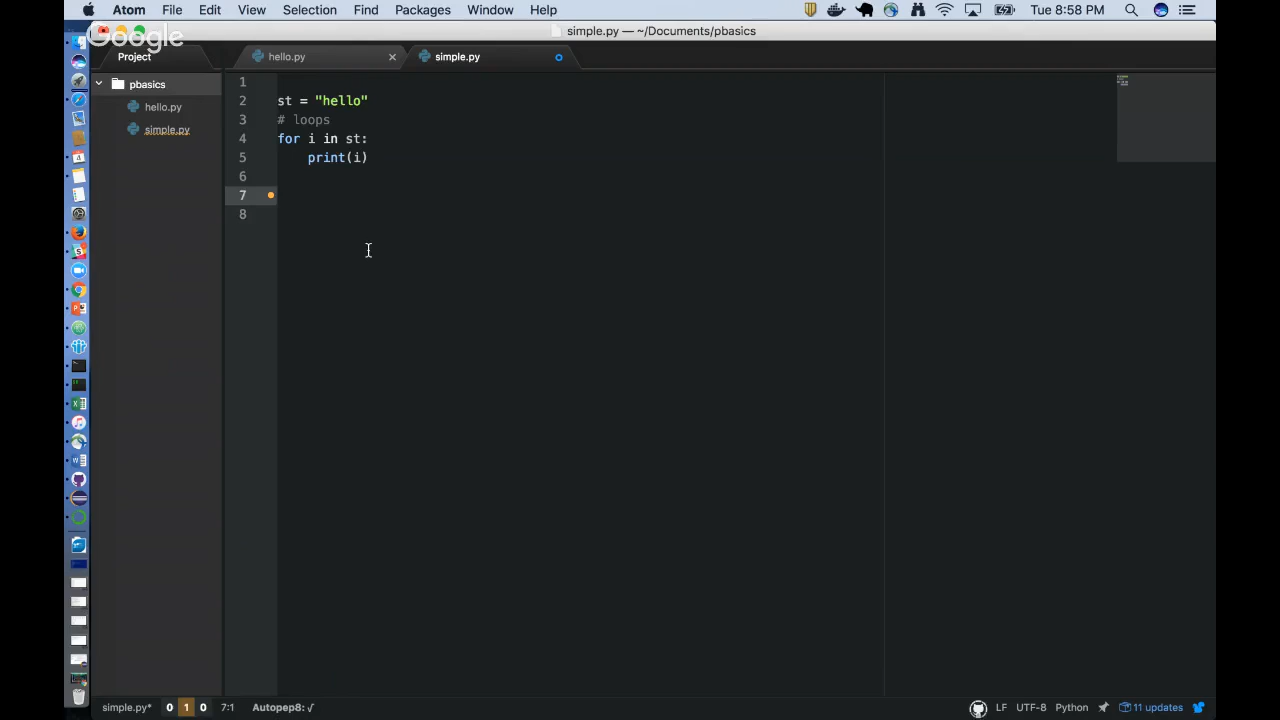 Atom File Edit View Selection Find Packages Window Help Tue 8:58 PM
simple.py — ~/Documents/pbasics
Google
Project hello.py simple.py
pbasics
hello.py
simple.py
1
2 st = "hello"
3 # loops
4 for i in st:
5 print(i)
6
7
8
simple.py* 0 1 0 7:1 Autopep8: √ LF UTF-8 Python 11 updates